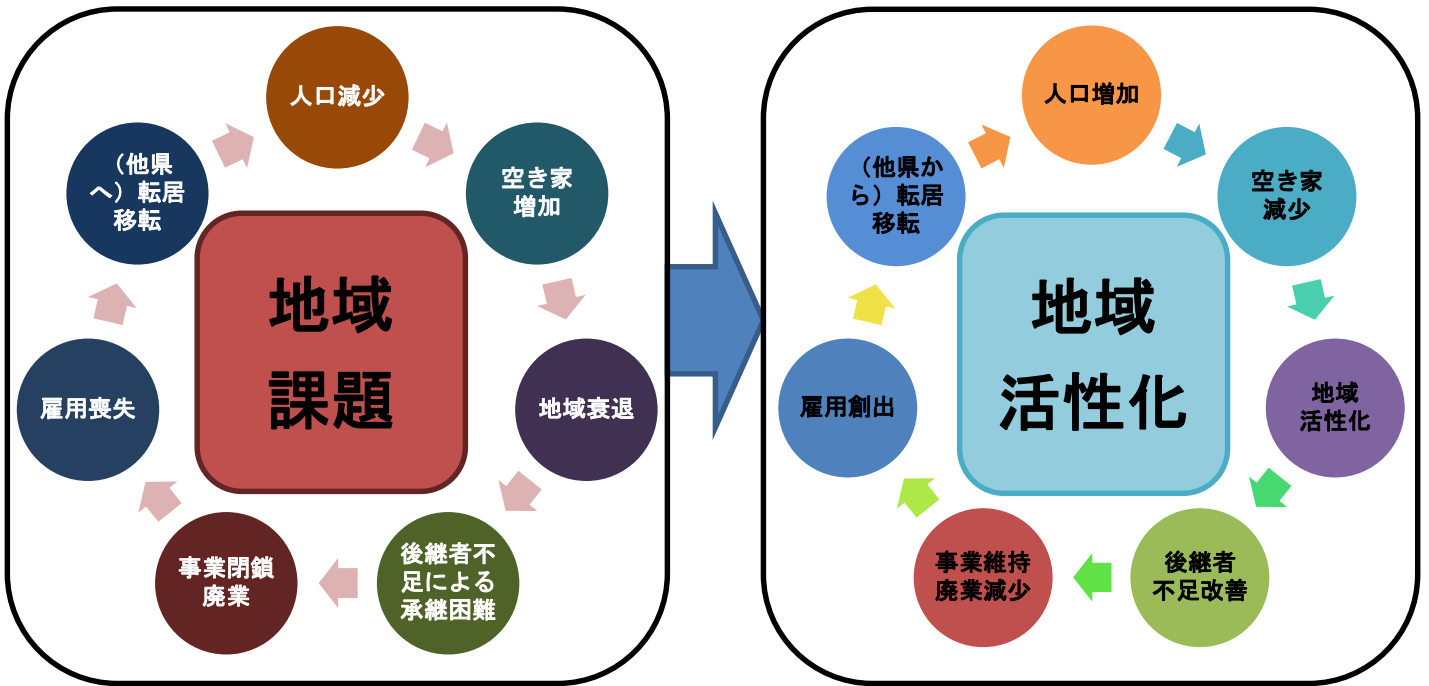 人口減少
空き家
増加
地域衰退
後継者不
足による
承継困難
事業閉鎖
廃業
雇用喪失
（他県
へ）転居
移転
地域
課題
人口増加
空き家
減少
地域
活性化
後継者
不足改善
事業維持
廃業減少
雇用創出
（他県か
ら）転居
移転
地域
活性化